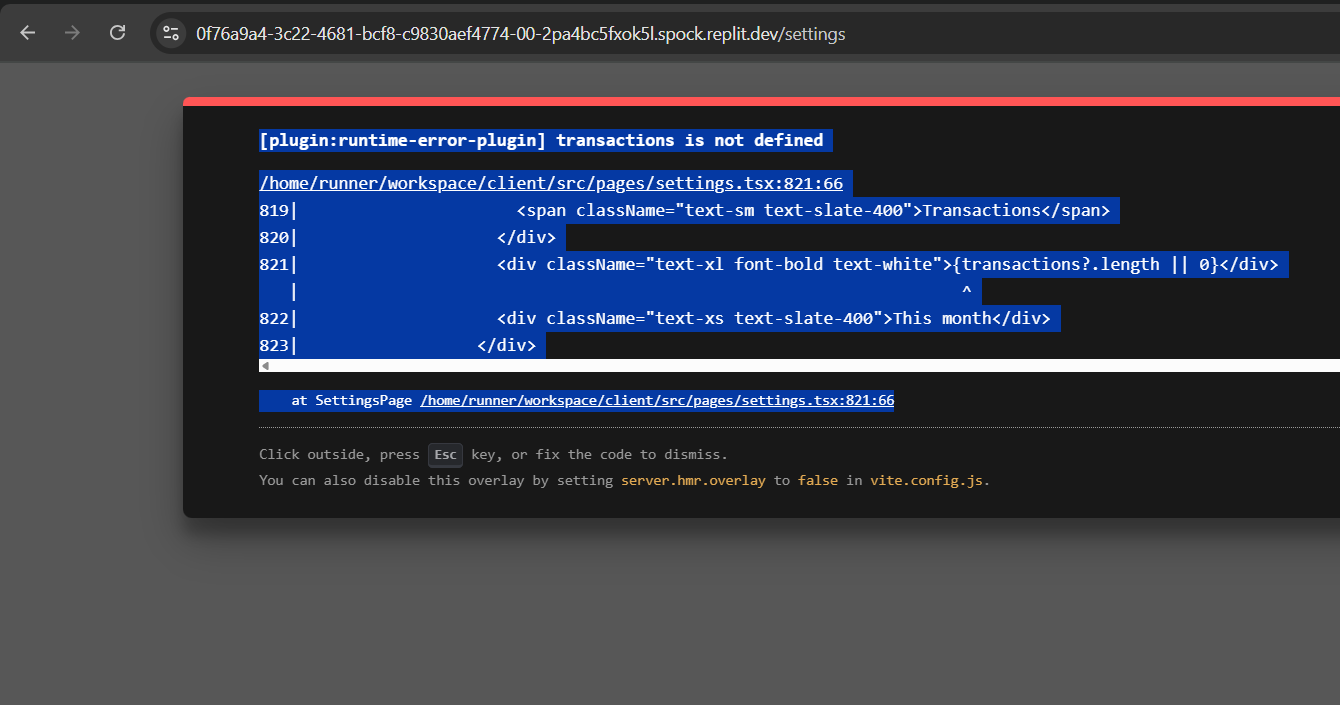 0f76a9a4-3c22-4681-bcf8-c9830aef4774-00-2pa4bc5fxok5l.spock.replit.dev/settings
[plugin:runtime-error-plugin] transactions is not defined
/home/runner/workspace/client/src/pages/settings.tsx:821:66
819|                      <span className="text-sm text-slate-400">Transactions</span>
820|                    </div>
821|                    <div className="text-xl font-bold text-white">{transactions?.length || 0}</div>
   |                                                                   ^
822|                    <div className="text-xs text-slate-400">This month</div>
823|                  </div>
    at SettingsPage /home/runner/workspace/client/src/pages/settings.tsx:821:66
Click outside, press Esc key, or fix the code to dismiss.
You can also disable this overlay by setting server.hmr.overlay to false in vite.config.js.